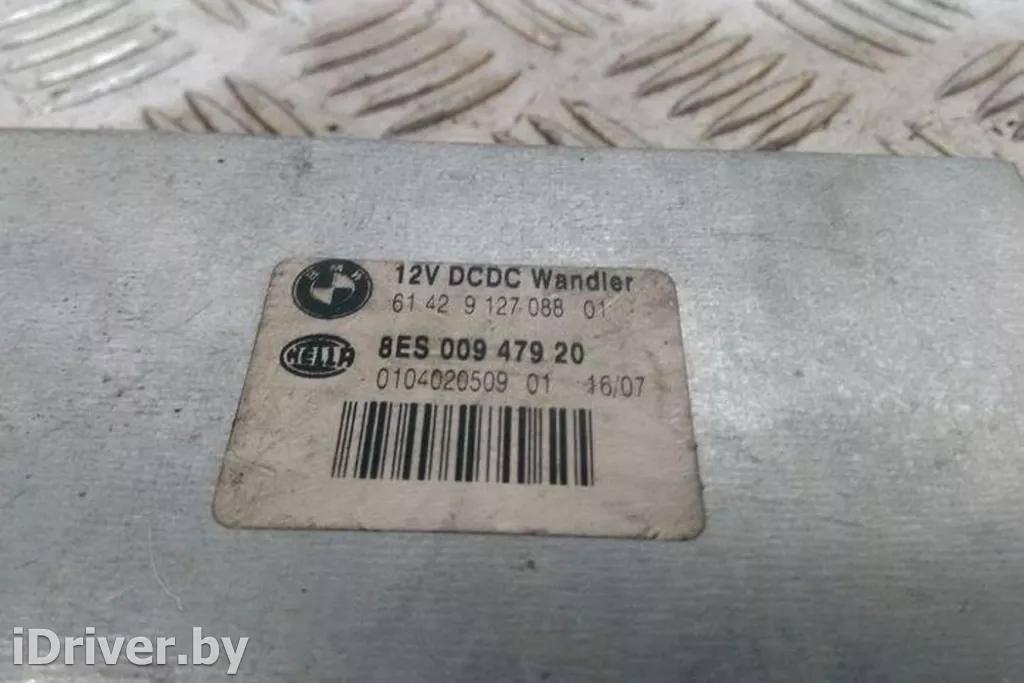 BMW
12V DCDC Wandler
61 42 9 127 088 01
HELLA
8ES 009 479 20
0104020509 01 16/07
iDriver.by